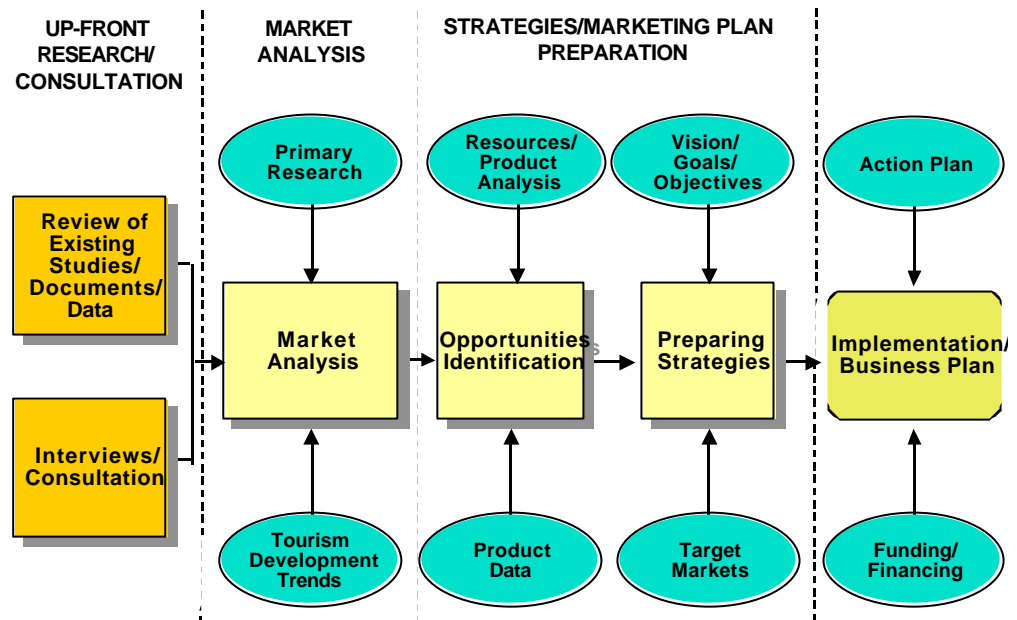 UP-FRONT
RESEARCH/
CONSULTATION
MARKET
ANALYSIS
STRATEGIES/MARKETING PLAN
PREPARATION
Primary
Research
Resources/
Product
Analysis
Vision/
Goals/
Objectives
Action Plan
Review of
Existing
Studies/
Documents/
Data
Market
Analysis
Opportunities
Identification
Preparing
Strategies
Implementation/
Business Plan
Interviews/
Consultation
Tourism
Development
Trends
Product
Data
Target
Markets
Funding/
Financing